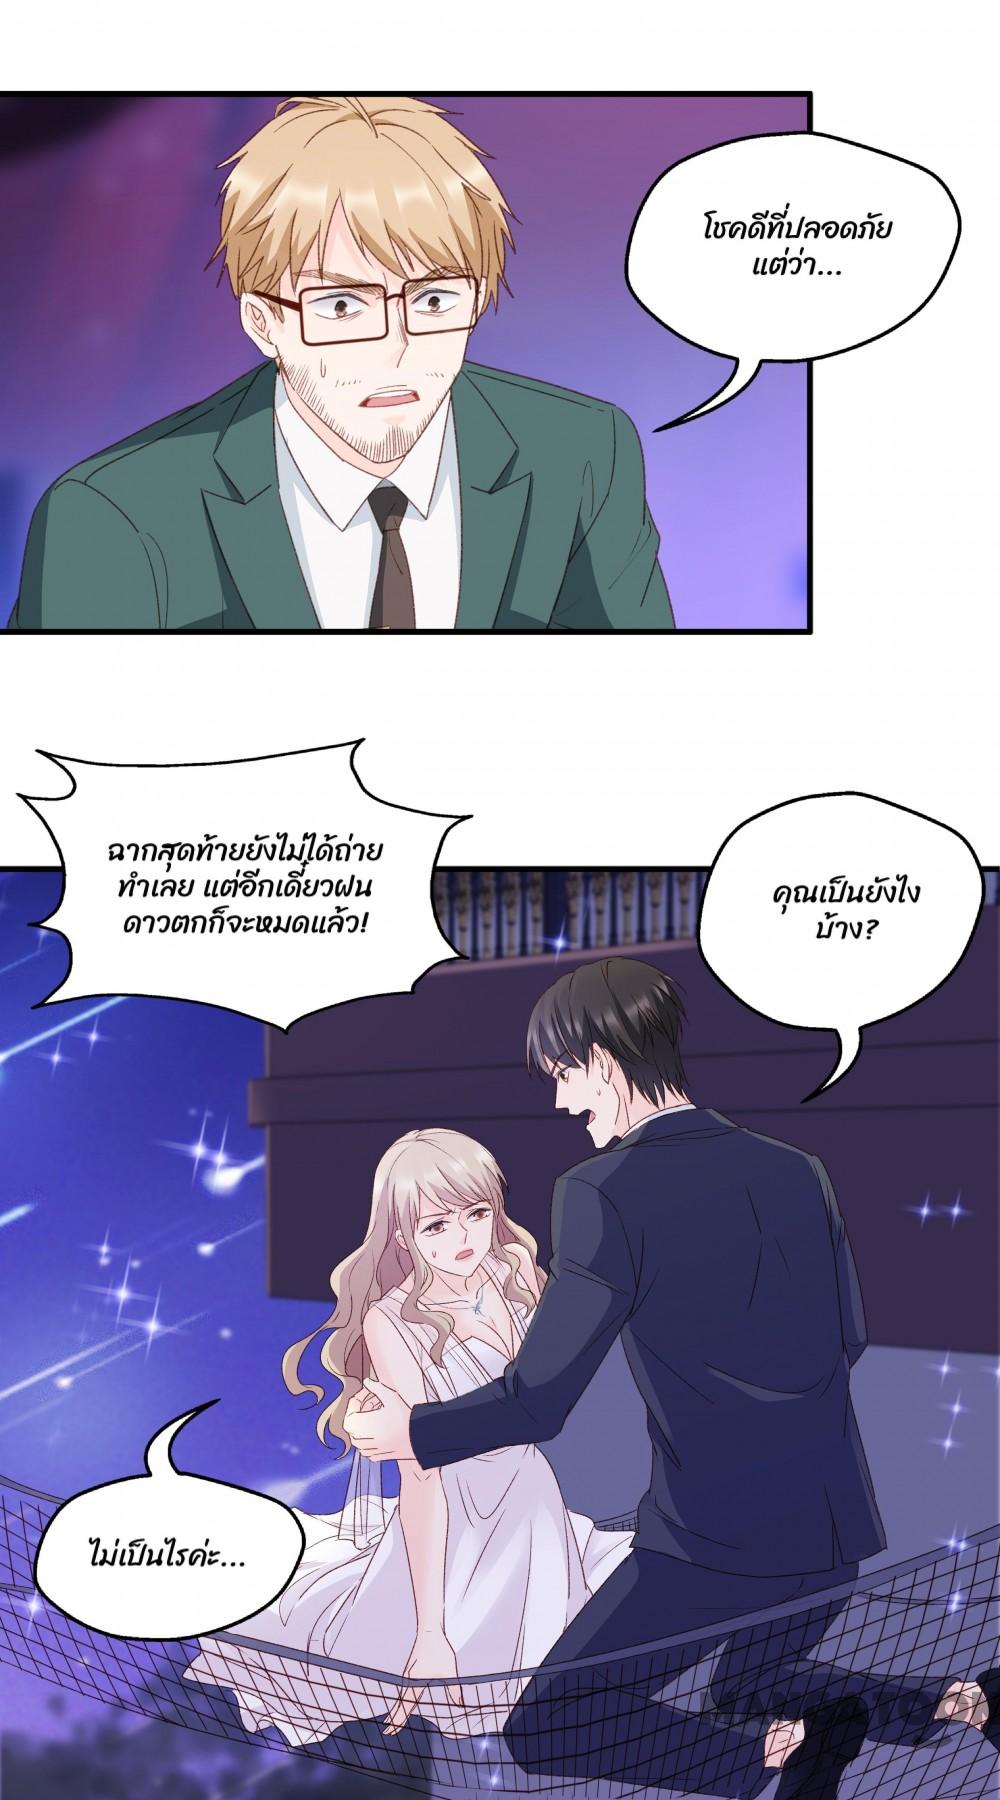 โชคดีที่ปลอดภัย
แต่ว่า...
ฉากสุดท้ายยังไม่ได้ถ่าย
ทำเลย แต่อีกเดี๋ยวฝน
ดาวตกก็จะหมดแล้ว!
คุณเป็นยังไง
บ้าง?
ไม่เป็นไรค่ะ...